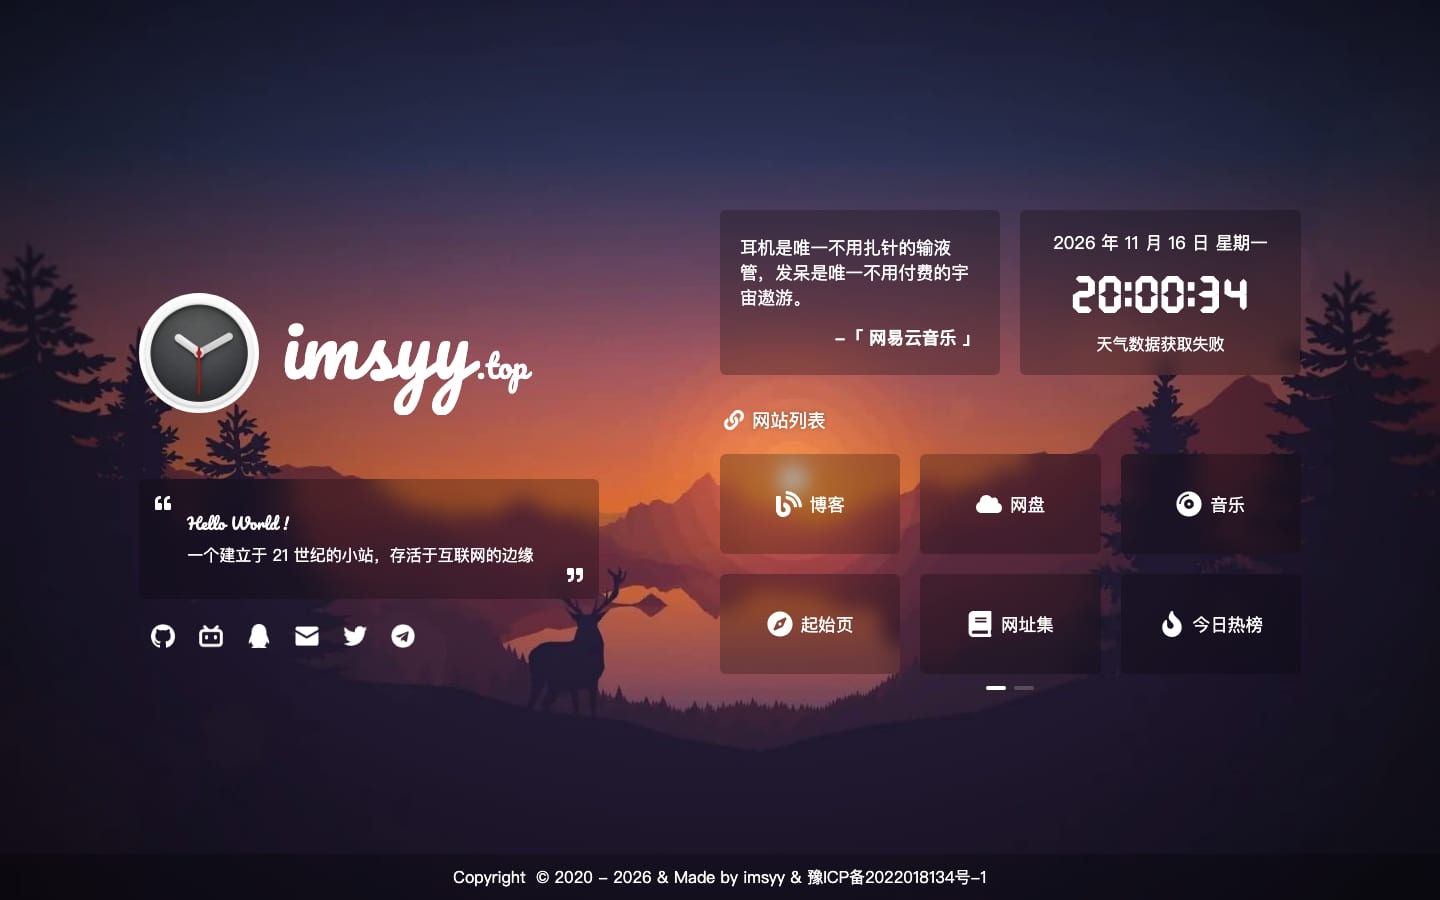 imsyy.top
Hello World !
一个建立于 21 世纪的小站，存活于互联网的边缘
耳机是唯一不用扎针的输液
管，发呆是唯一不用付费的宇
宙遨游。
-「 网易云音乐 」
2026 年 11 月 16 日 星期一
20:00:34
天气数据获取失败
网站列表
博客
网盘
音乐
起始页
网址集
今日热榜
Copyright © 2020 - 2026 & Made by imsyy & 豫ICP备2022018134号-1